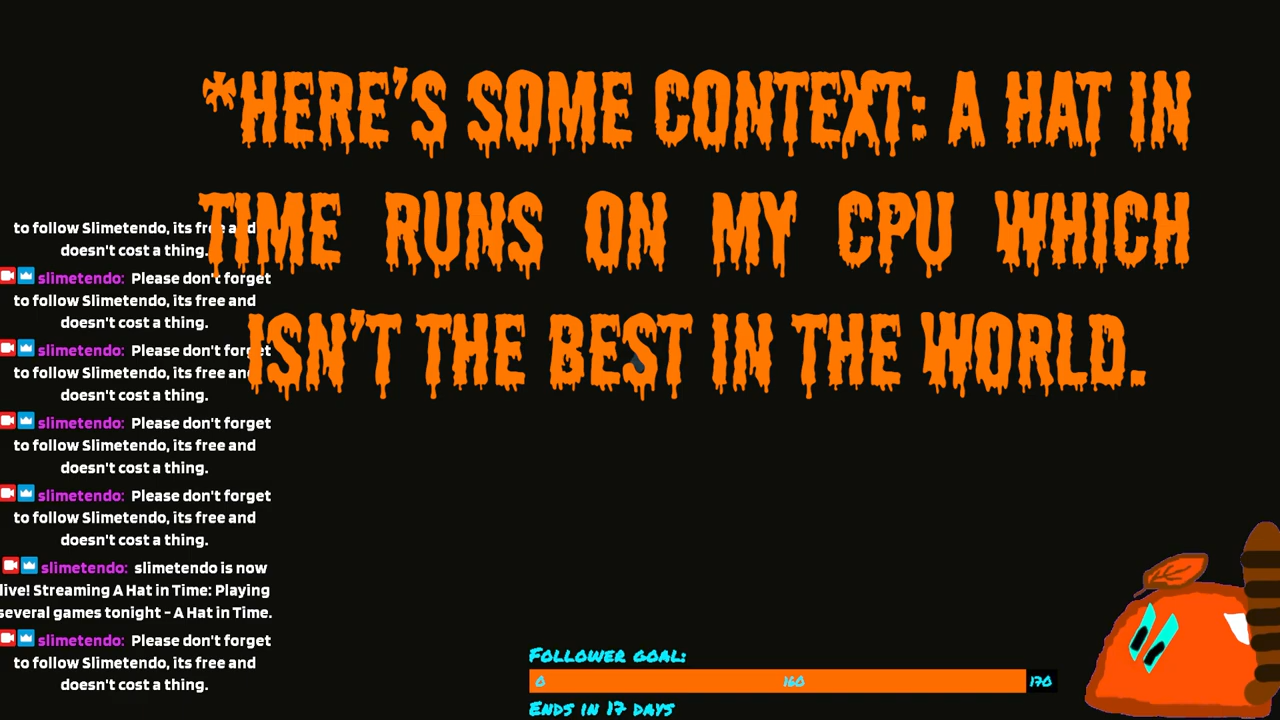 *HERE'S SOME CONTEXT: A HAT IN
TIME RUNS ON MY CPU WHICH
ISN'T THE BEST IN THE WORLD.
to follow Slimetendo, its free and
doesn't cost a thing.
slimetendo: Please don't forget
to follow Slimetendo, its free and
doesn't cost a thing.
slimetendo: Please don't forget
to follow Slimetendo, its free and
doesn't cost a thing.
slimetendo: Please don't forget
to follow Slimetendo, its free and
doesn't cost a thing.
slimetendo: Please don't forget
to follow Slimetendo, its free and
doesn't cost a thing.
slimetendo: slimetendo is now
live! Streaming A Hat in Time: Playing
several games tonight - A Hat in Time.
slimetendo: Please don't forget
to follow Slimetendo, its free and
doesn't cost a thing.
Follower goal:
0 160 170
Ends in 17 days